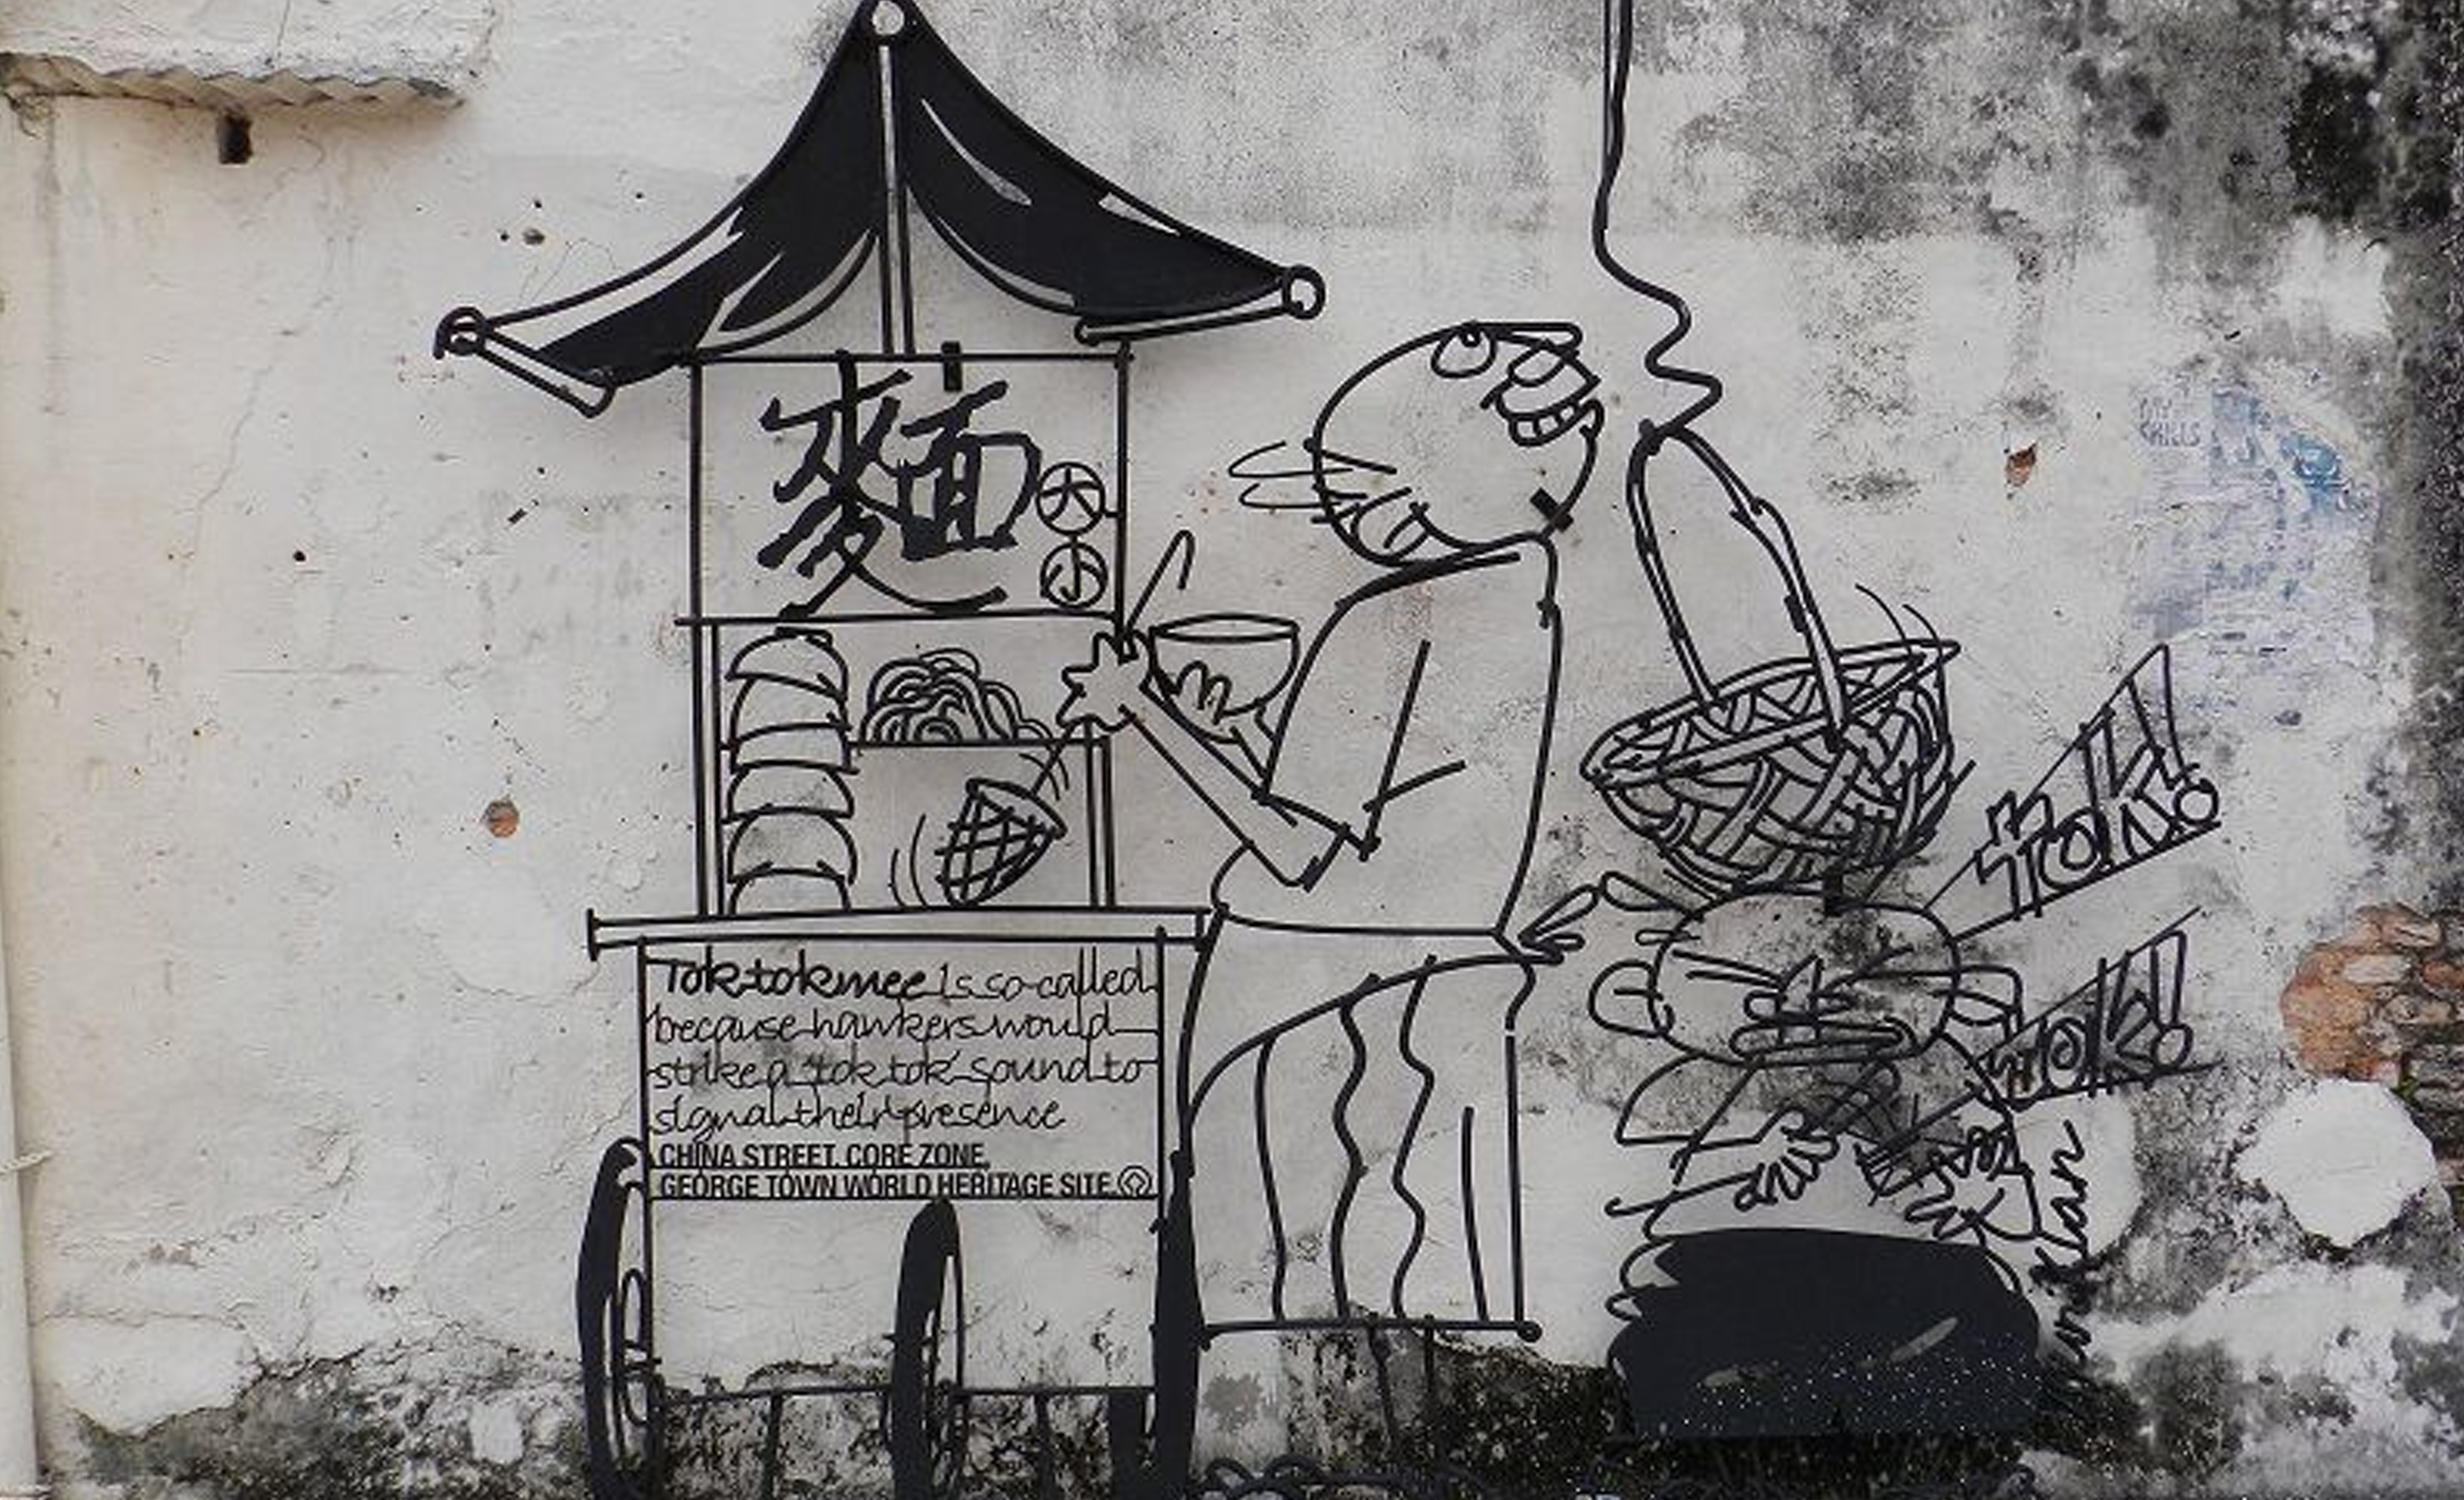 麵
大
小
Tok tok mee is so called
because hawkers would
strike a 'tok tok' sound to
signal their presence
CHINA STREET, CORE ZONE,
GEORGE TOWN WORLD HERITAGE SITE
TOK!
TOK!